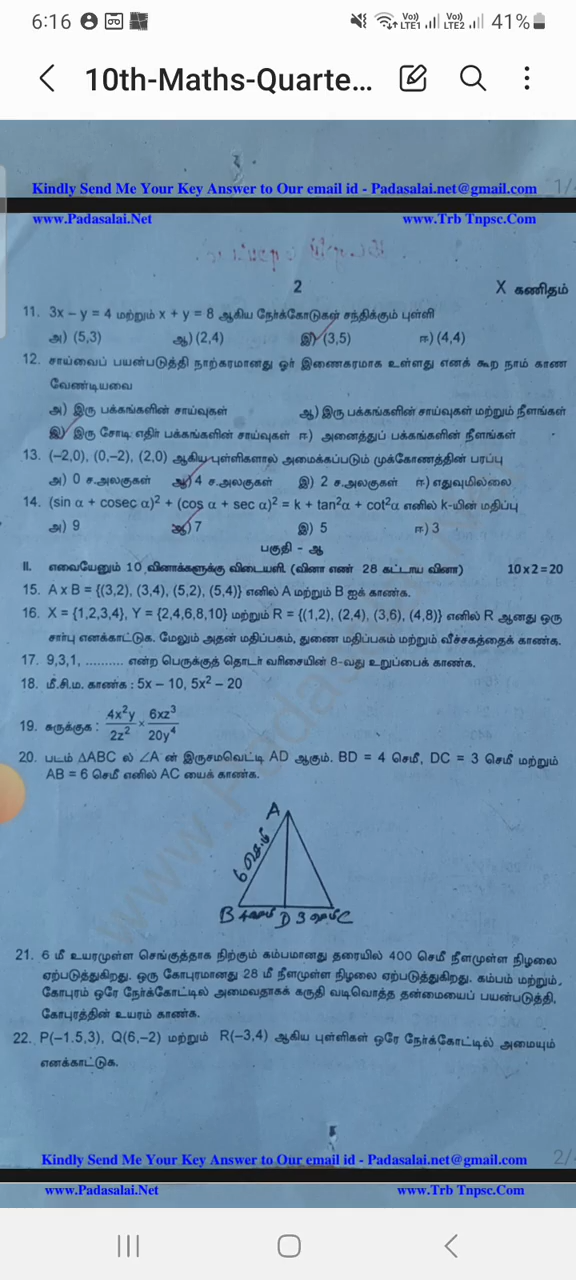 6:16 Vo) LTE1 Vo) LTE2 41%
10th-Maths-Quarte...
Kindly Send Me Your Key Answer to Our email id - Padasalai.net@gmail.com
www.Padasalai.Net www.Trb Tnpsc.Com
2 X கணிதம்
11. 3x – y = 4 மற்றும் x + y = 8 ஆகிய நேர்க்கோடுகள் சந்திக்கும் புள்ளி
அ) (5,3) ஆ) (2,4) இ) (3,5) ஈ) (4,4)
12. சாய்வைப் பயன்படுத்தி நாற்கரமானது ஓர் இணைகரமாக உள்ளது எனக் கூற நாம் காண
வேண்டியவை
அ) இரு பக்கங்களின் சாய்வுகள் ஆ) இரு பக்கங்களின் சாய்வுகள் மற்றும் நீளங்கள்
இ) இரு சோடி எதிர் பக்கங்களின் சாய்வுகள் ஈ) அனைத்துப் பக்கங்களின் நீளங்கள்
13. (–2,0), (0,–2), (2,0) ஆகிய புள்ளிகளால் அமைக்கப்படும் முக்கோணத்தின் பரப்பு
அ) 0 ச.அலகுகள் ஆ) 4 ச.அலகுகள் இ) 2 ச.அலகுகள் ஈ) எதுவுமில்லை
14. (sin α + cosec α)² + (cos α + sec α)² = k + tan²α + cot²α எனில் k-யின் மதிப்பு
அ) 9 ஆ) 7 இ) 5 ஈ) 3
பகுதி – ஆ
II. எவையேனும் 10 வினாக்களுக்கு விடையளி. (வினா எண் 28 கட்டாய வினா) 10 x 2 = 20
15. A x B = {(3,2), (3,4), (5,2), (5,4)} எனில் A மற்றும் B ஐக் காண்க.
16. X = {1,2,3,4}, Y = {2,4,6,8,10} மற்றும் R = {(1,2), (2,4), (3,6), (4,8)} எனில் R ஆனது ஒரு
சார்பு எனக்காட்டுக. மேலும் அதன் மதிப்பகம், துணை மதிப்பகம் மற்றும் வீச்சகத்தைக் காண்க.
17. 9,3,1, .......... என்ற பெருக்குத் தொடர் வரிசையின் 8-வது உறுப்பைக் காண்க.
18. மீ.சி.ம. காண்க : 5x – 10, 5x² – 20
19. சுருக்குக : 4x²y/2z² × 6xz³/20y⁴
20. படம் ΔABC ல் ∠A ன் இருசமவெட்டி AD ஆகும். BD = 4 செமீ, DC = 3 செமீ மற்றும்
AB = 6 செமீ எனில் AC யைக் காண்க.
A
6 செ.மீ
B 4 செமீ D 3 செமீ C
21. 6 மீ உயரமுள்ள செங்குத்தாக நிற்கும் கம்பமானது தரையில் 400 செமீ நீளமுள்ள நிழலை
ஏற்படுத்துகிறது. ஒரு கோபுரமானது 28 மீ நீளமுள்ள நிழலை ஏற்படுத்துகிறது. கம்பம் மற்றும்,
கோபுரம் ஒரே நேர்க்கோட்டில் அமைவதாகக் கருதி வடிவொத்த தன்மையைப் பயன்படுத்தி,
கோபுரத்தின் உயரம் காண்க.
22. P(–1.5,3), Q(6,–2) மற்றும் R(–3,4) ஆகிய புள்ளிகள் ஒரே நேர்க்கோட்டில் அமையும்
எனக்காட்டுக.
Kindly Send Me Your Key Answer to Our email id - Padasalai.net@gmail.com
www.Padasalai.Net www.Trb Tnpsc.Com